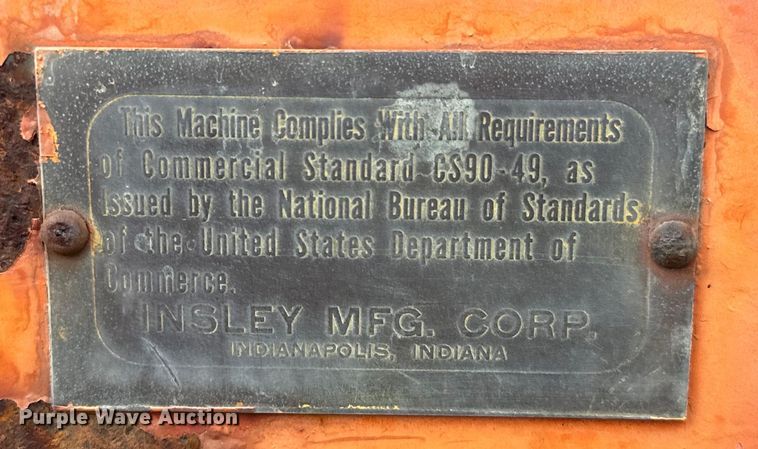 This Machine Complies With All Requirements
of Commercial Standard CS90-49, as
Issued by the National Bureau of Standards
of the United States Department of
Commerce.
INSLEY MFG. CORP.
INDIANAPOLIS, INDIANA
Purple Wave Auction